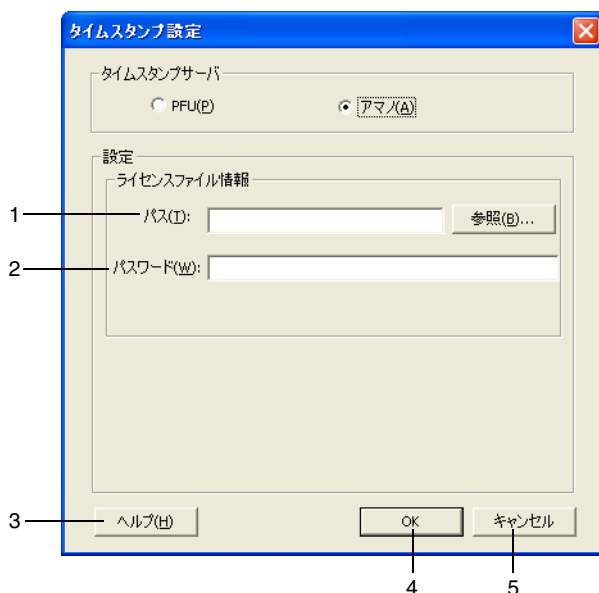 タイムスタンプ設定
タイムスタンプサーバ
PFU(P)
アマノ(A)
設定
ライセンスファイル情報
1
パス(T):
参照(B)...
2
パスワード(W):
3
ヘルプ(H)
OK
キャンセル
4
5